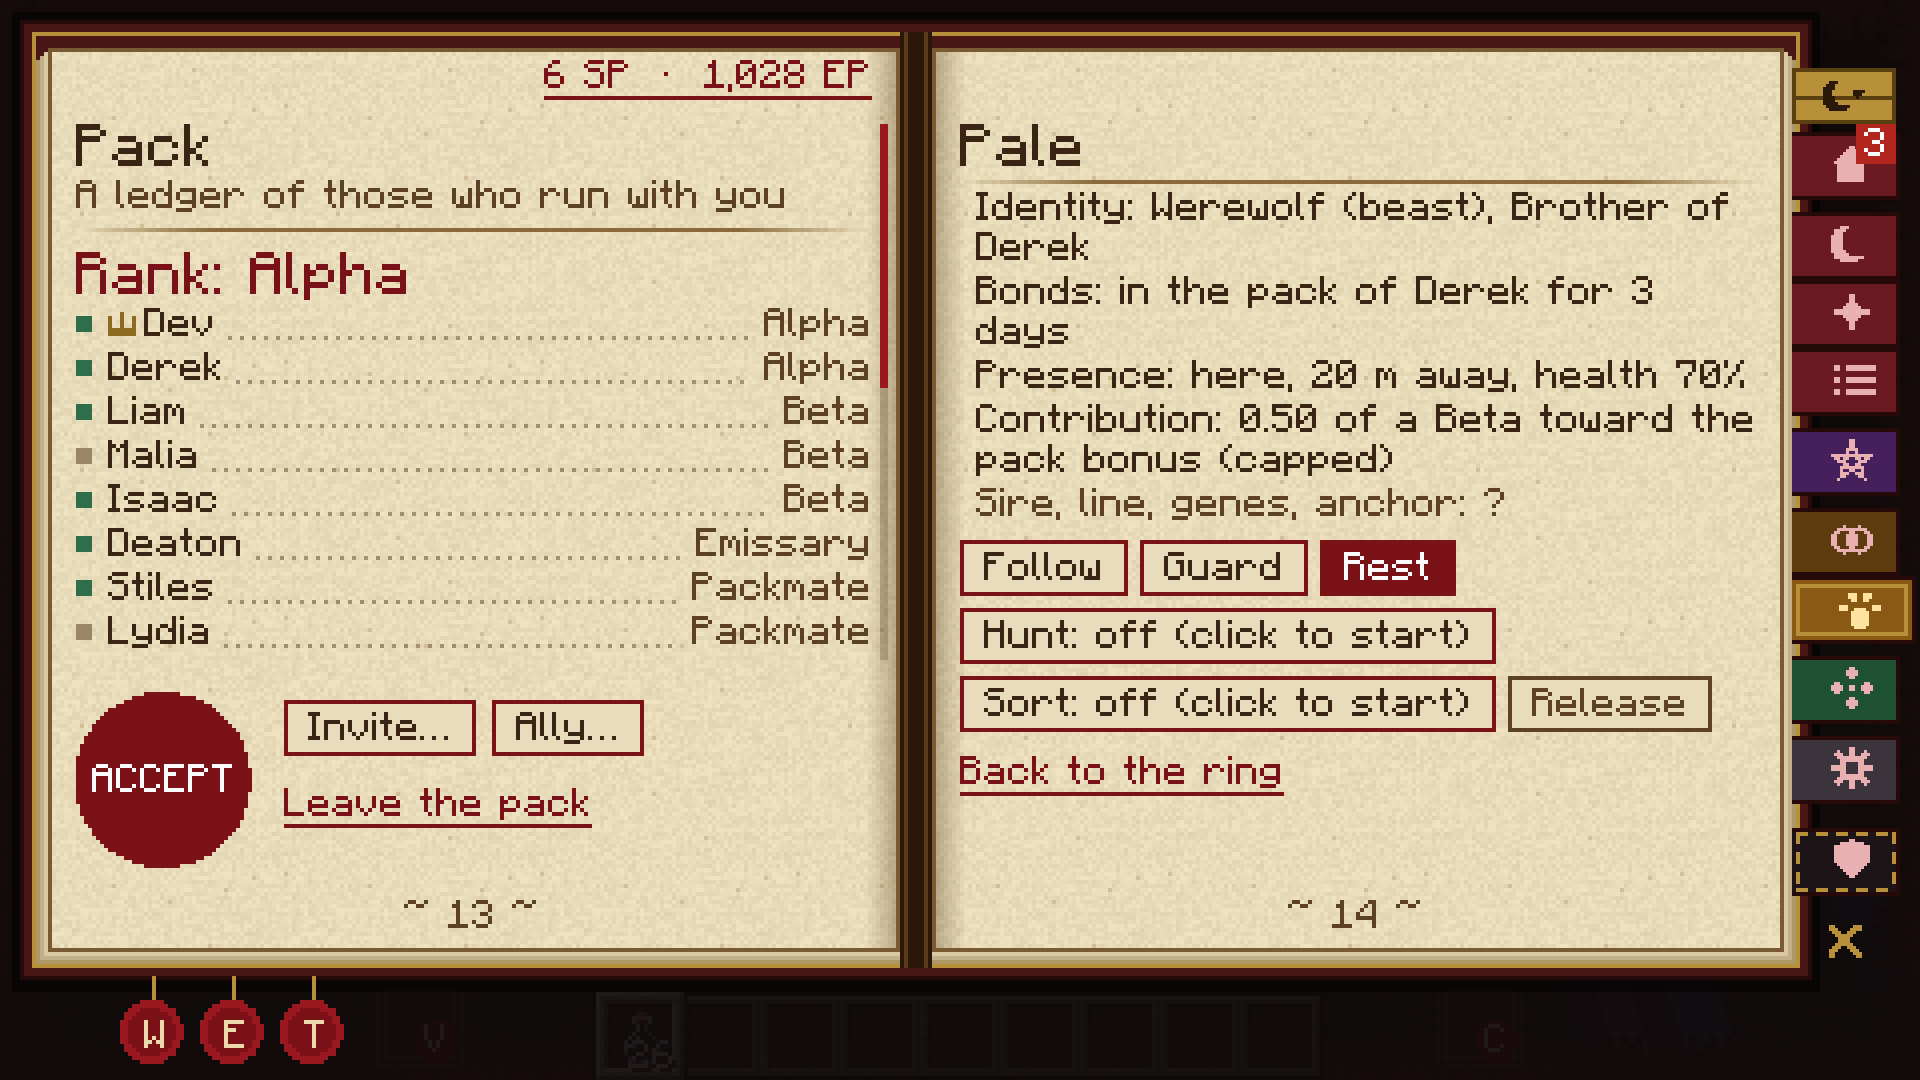 6 SP · 1,028 EP
Pack
A ledger of those who run with you
Rank: Alpha
Dev Alpha
Derek Alpha
Liam Beta
Malia Beta
Isaac Beta
Deaton Emissary
Stiles Packmate
Lydia Packmate
ACCEPT
Invite...
Ally...
Leave the pack
~ 13 ~
Pale
Identity: Werewolf (beast), Brother of
Derek
Bonds: in the pack of Derek for 3
days
Presence: here, 20 m away, health 70%
Contribution: 0.50 of a Beta toward the
pack bonus (capped)
Sire, line, genes, anchor: ?
Follow
Guard
Rest
Hunt: off (click to start)
Sort: off (click to start)
Release
Back to the ring
~ 14 ~
3
W
E
T
V
26
C